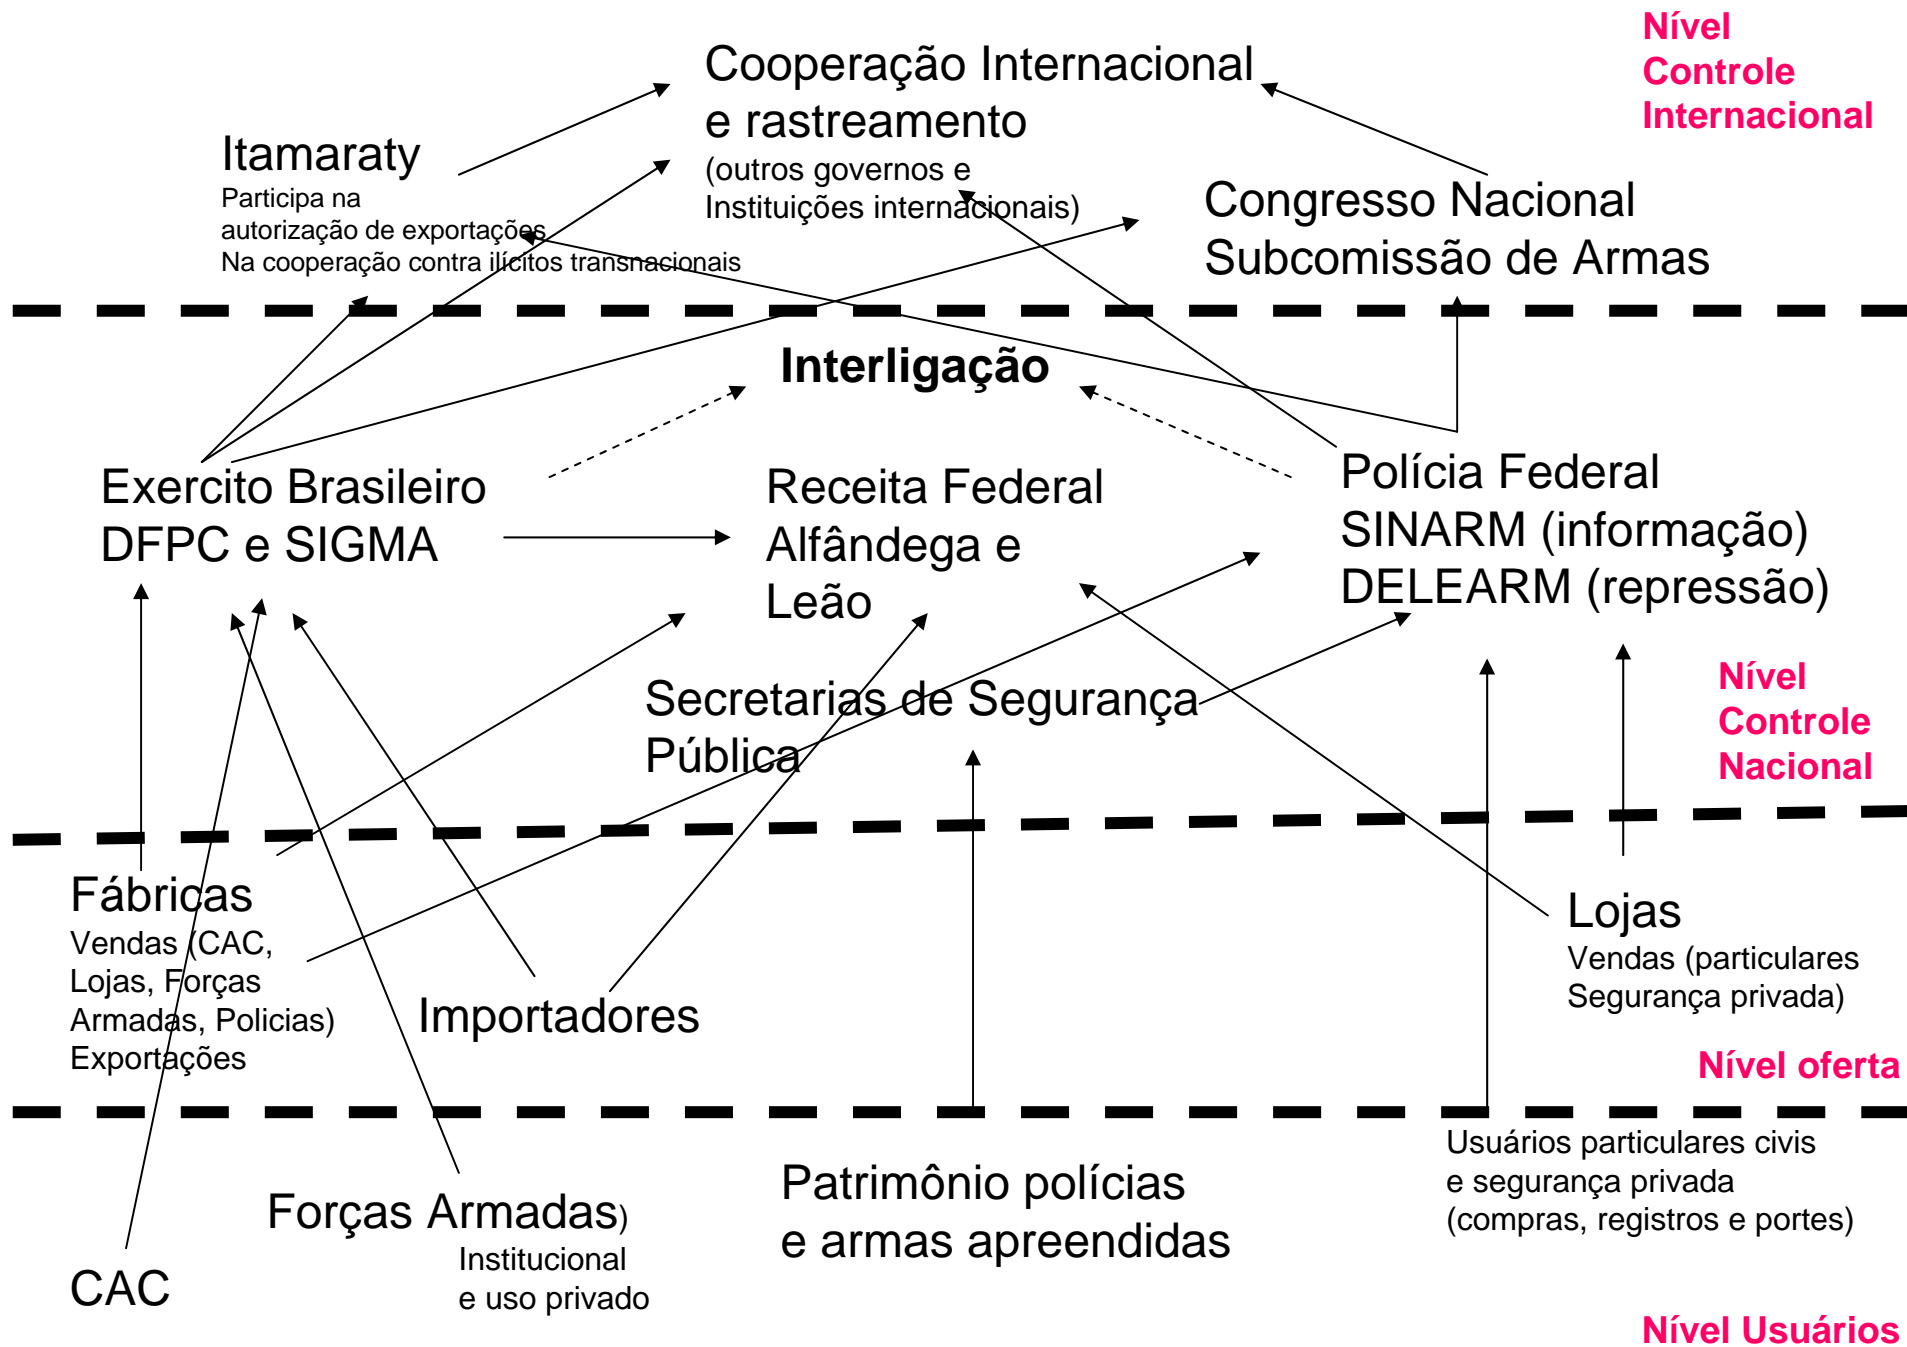 Nível
Controle
Internacional
Cooperação Internacional
e rastreamento
(outros governos e
Instituições internacionais)
Itamaraty
Participa na
autorização de exportações
Na cooperação contra ilícitos transnacionais
Congresso Nacional
Subcomissão de Armas
Interligação
Exercito Brasileiro
DFPC e SIGMA
Receita Federal
Alfândega e
Leão
Polícia Federal
SINARM (informação)
DELEARM (repressão)
Secretarias de Segurança
Pública
Nível
Controle
Nacional
Fábricas
Vendas (CAC,
Lojas, Forças
Armadas, Policias)
Exportações
Importadores
Lojas
Vendas (particulares
Segurança privada)
Nível oferta
CAC
Forças Armadas)
Institucional
e uso privado
Patrimônio polícias
e armas apreendidas
Usuários particulares civis
e segurança privada
(compras, registros e portes)
Nível Usuários